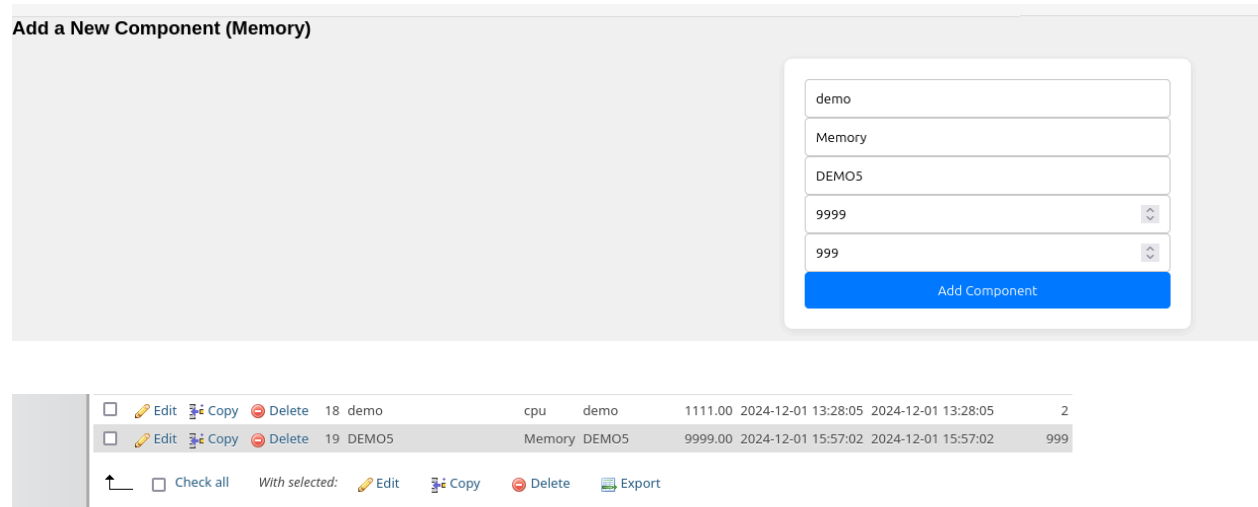 Add a New Component (Memory)
demo
Memory
DEMO5
9999
999
Add Component
Edit Copy Delete 18 demo cpu demo 1111.00 2024-12-01 13:28:05 2024-12-01 13:28:05 2
Edit Copy Delete 19 DEMO5 Memory DEMO5 9999.00 2024-12-01 15:57:02 2024-12-01 15:57:02 999
Check all With selected: Edit Copy Delete Export